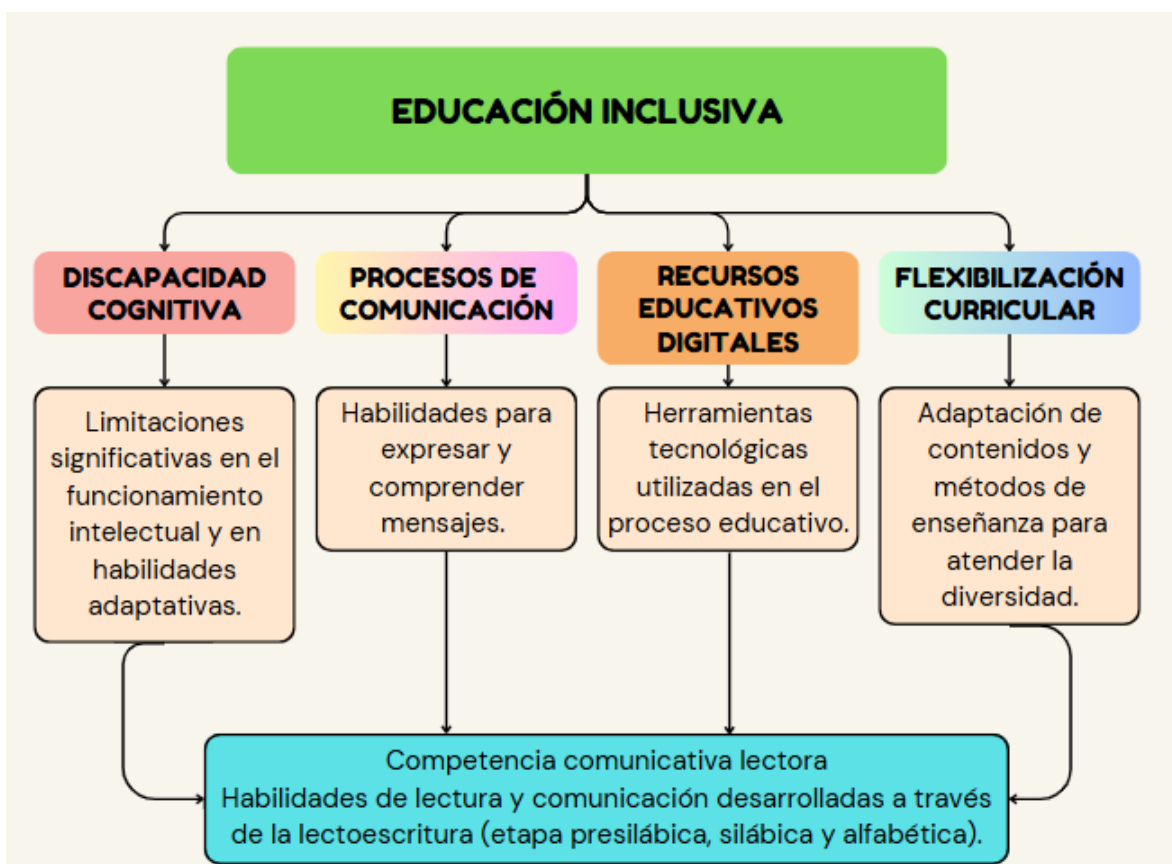 EDUCACIÓN INCLUSIVA
DISCAPACIDAD
COGNITIVA
PROCESOS DE
COMUNICACIÓN
RECURSOS
EDUCATIVOS
DIGITALES
FLEXIBILIZACIÓN
CURRICULAR
Limitaciones
significativas en el
funcionamiento
intelectual y en
habilidades
adaptativas.
Habilidades para
expresar y
comprender
mensajes.
Herramientas
tecnológicas
utilizadas en el
proceso educativo.
Adaptación de
contenidos y
métodos de
enseñanza para
atender la
diversidad.
Competencia comunicativa lectora
Habilidades de lectura y comunicación desarrolladas a través
de la lectoescritura (etapa presilábica, silábica y alfabética).